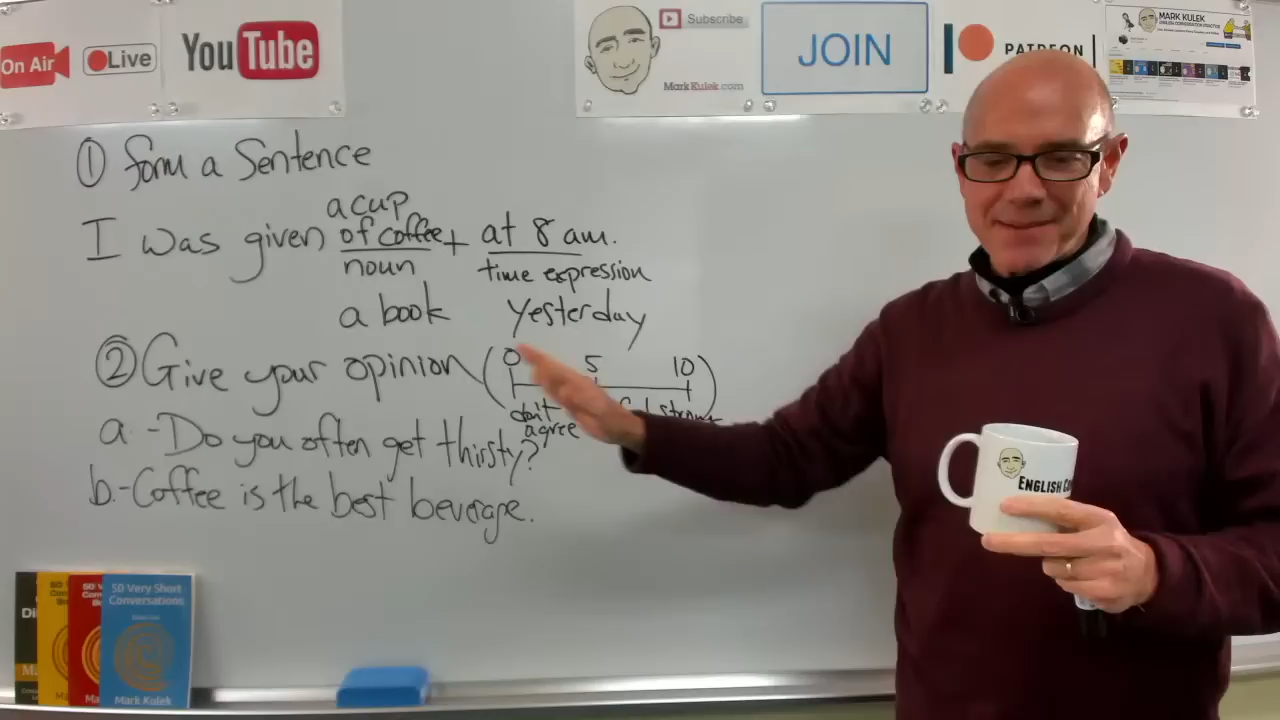 On Air
Live
YouTube
Subscribe
MarkKulek.com
JOIN
PATREON
MARK KULEK
① form a Sentence
a cup
I was given of coffee + at 8 am.
noun time expression
a book yesterday
② Give your opinion (0 5 10)
don't
agree
a. - Do you often get thirsty?
b. - Coffee is the best beverage.
ENGLISH
50 Very Short
Conversations
Mark Kulek